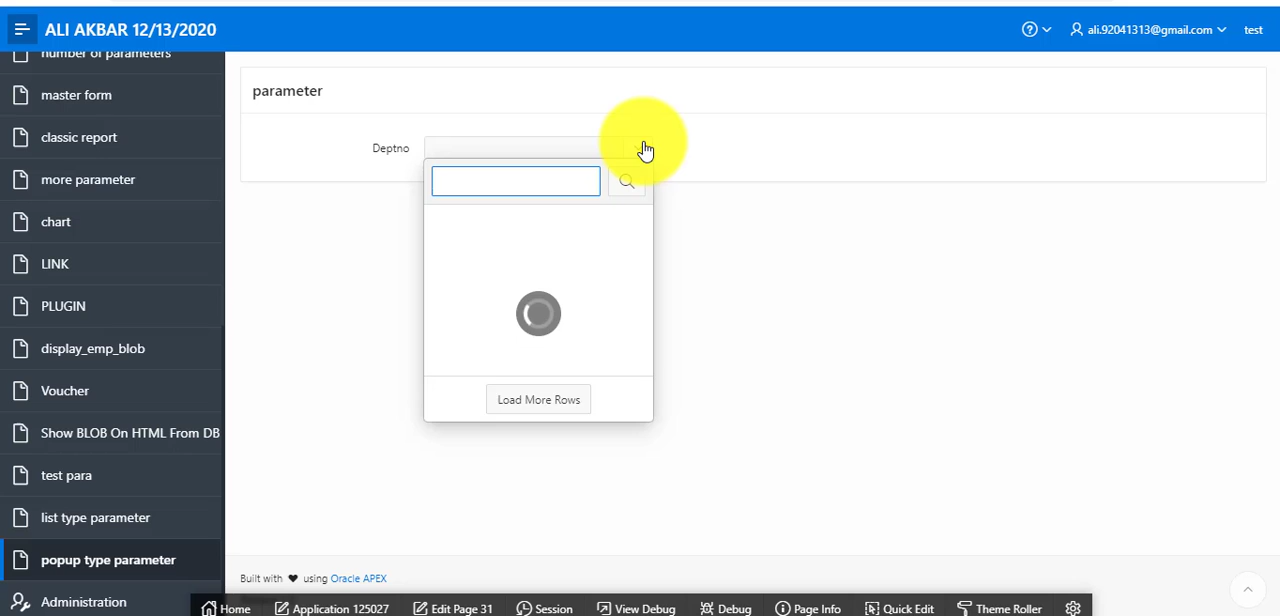 ALI AKBAR 12/13/2020
ali.92041313@gmail.com
test
number of parameters
master form
classic report
more parameter
chart
LINK
PLUGIN
display_emp_blob
Voucher
Show BLOB On HTML From DB
test para
list type parameter
popup type parameter
Administration
parameter
Deptno
Load More Rows
Built with ♥ using Oracle APEX
Home
Application 125027
Edit Page 31
Session
View Debug
Debug
Page Info
Quick Edit
Theme Roller